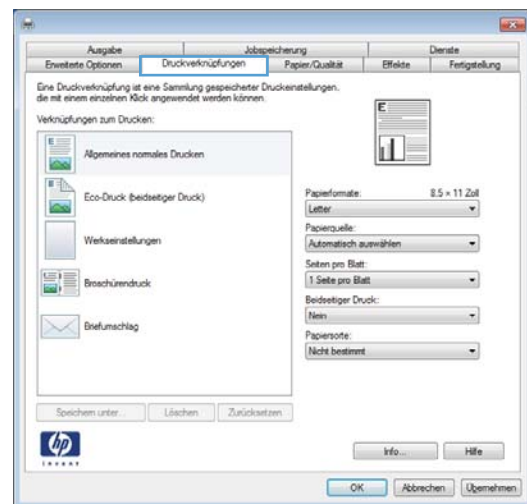 Ausgabe Jobspeicherung Dienste
Erweiterte Optionen Druckverknüpfungen Papier/Qualität Effekte Fertigstellung
Eine Druckverknüpfung ist eine Sammlung gespeicherter Druckeinstellungen,
die mit einem einzelnen Klick angewendet werden können.
Verknüpfungen zum Drucken:
Allgemeines normales Drucken
Eco-Druck (beidseitiger Druck)
Werkseinstellungen
Broschürendruck
Briefumschlag
E
Papierformate: 8.5 × 11 Zoll
Letter
Papierquelle:
Automatisch auswählen
Seiten pro Blatt:
1 Seite pro Blatt
Beidseitiger Druck:
Nein
Papiersorte:
Nicht bestimmt
Speichern unter... Löschen Zurücksetzen
hp
invent
Info... Hilfe
OK Abbrechen Übernehmen